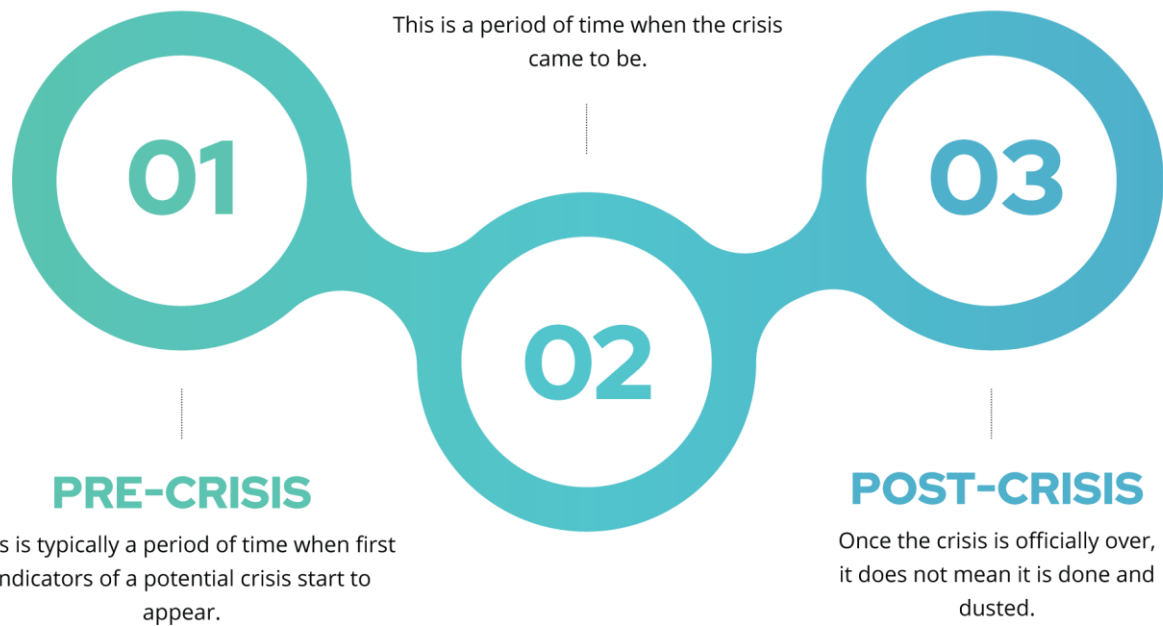 This is a period of time when the crisis
came to be.
01
02
03
PRE-CRISIS
s is typically a period of time when first
ndicators of a potential crisis start to
appear.
POST-CRISIS
Once the crisis is officially over,
it does not mean it is done and
dusted.